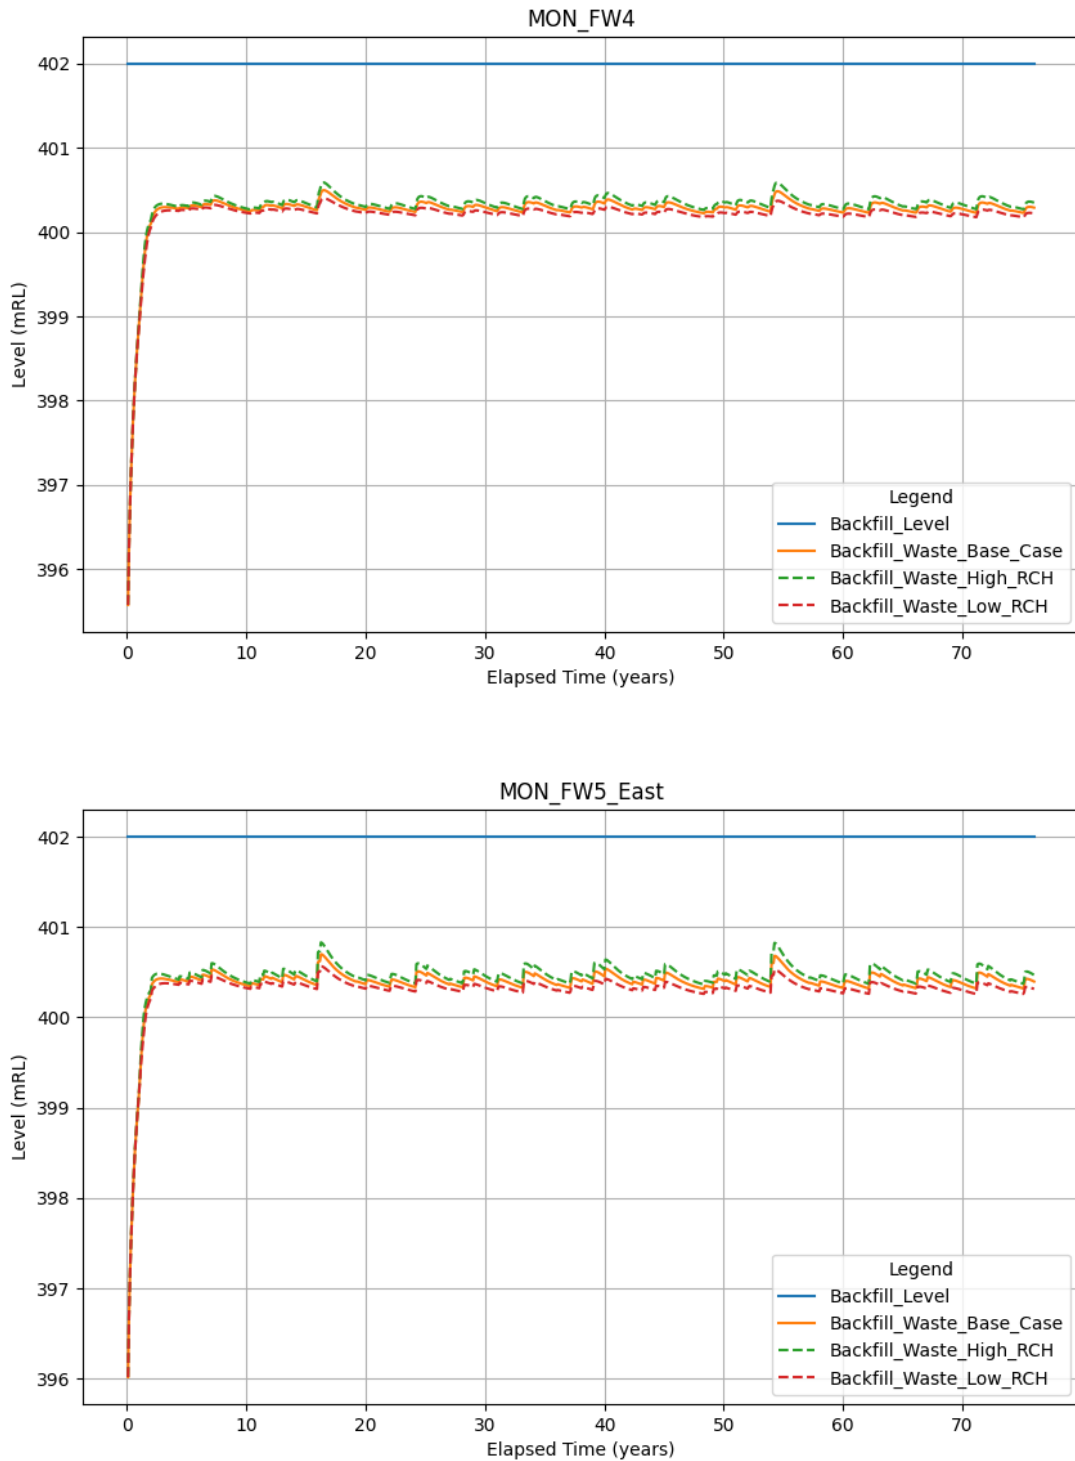 MON_FW4
402
401
400
399
398
397
396
Level (mRL)
Legend
Backfill_Level
Backfill_Waste_Base_Case
Backfill_Waste_High_RCH
Backfill_Waste_Low_RCH
0 10 20 30 40 50 60 70
Elapsed Time (years)
MON_FW5_East
402
401
400
399
398
397
396
Level (mRL)
Legend
Backfill_Level
Backfill_Waste_Base_Case
Backfill_Waste_High_RCH
Backfill_Waste_Low_RCH
0 10 20 30 40 50 60 70
Elapsed Time (years)